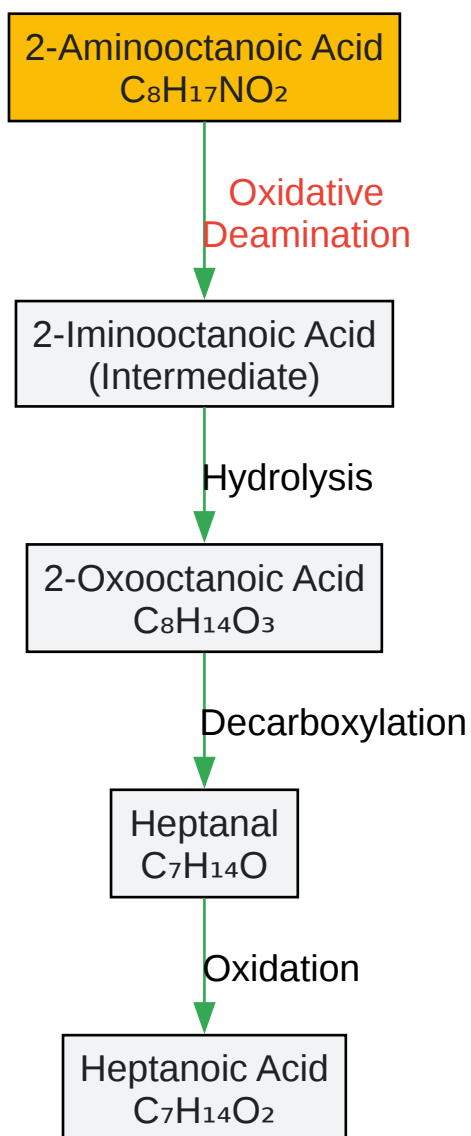 2-Aminooctanoic Acid
C₈H₁₇NO₂
Oxidative
Deamination
2-Iminooctanoic Acid
(Intermediate)
Hydrolysis
2-Oxooctanoic Acid
C₈H₁₄O₃
Decarboxylation
Heptanal
C₇H₁₄O
Oxidation
Heptanoic Acid
C₇H₁₄O₂